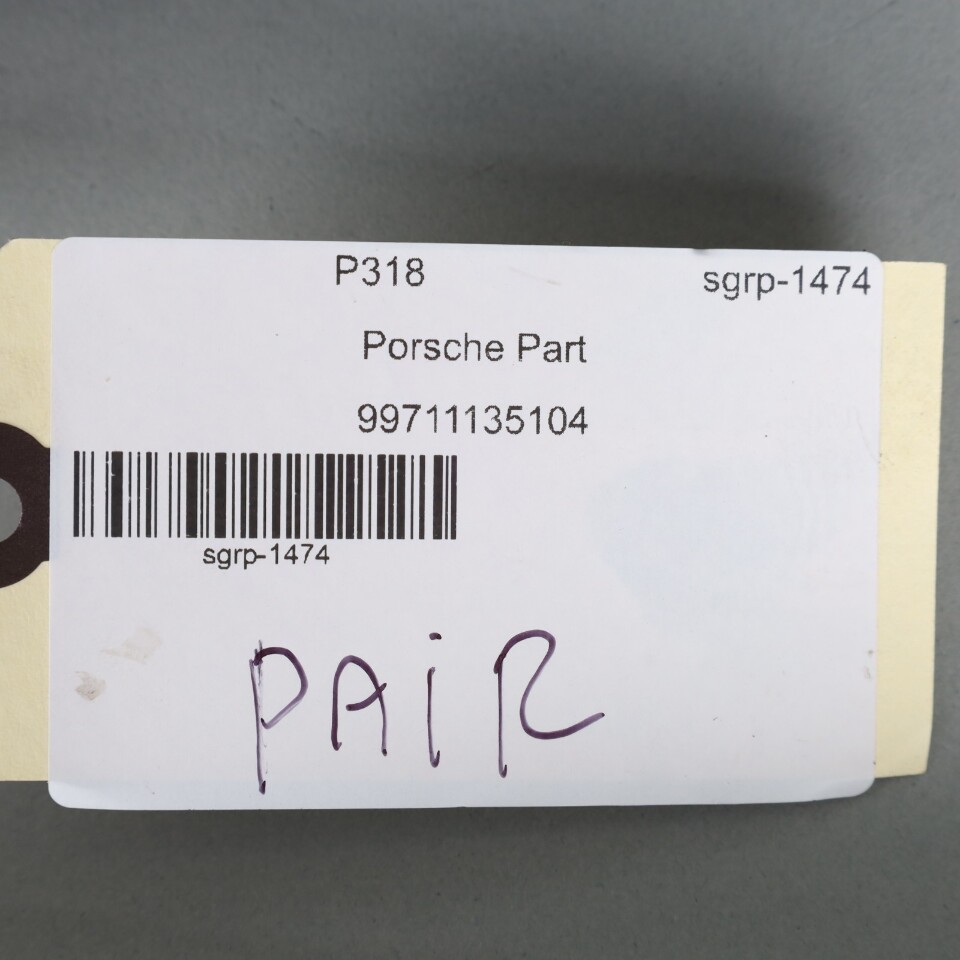 P318 sgrp-1474
Porsche Part
99711135104
sgrp-1474
PAiR